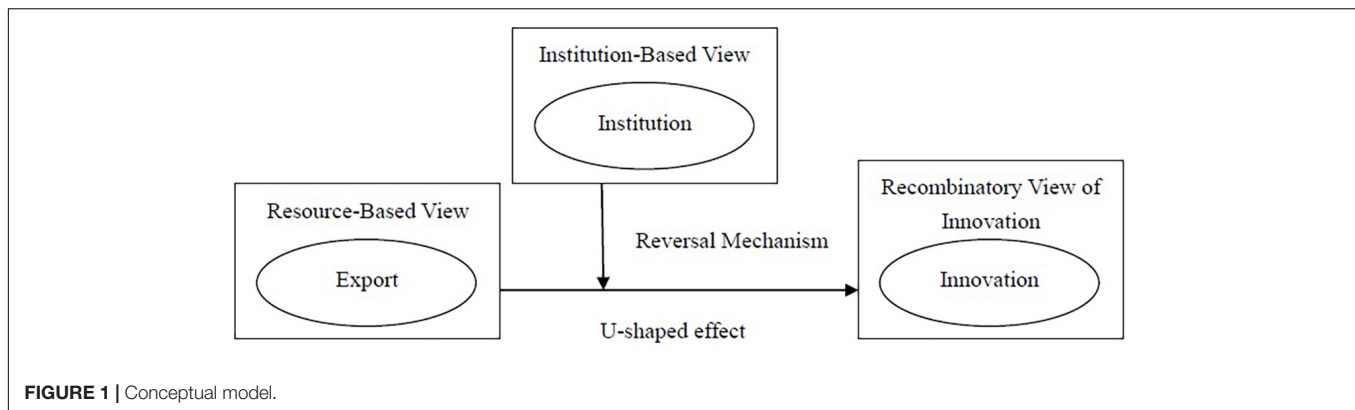 Institution-Based View
Institution
Resource-Based View
Export
Reversal Mechanism
U-shaped effect
Recombinatory View of
Innovation
Innovation
FIGURE 1 | Conceptual model.